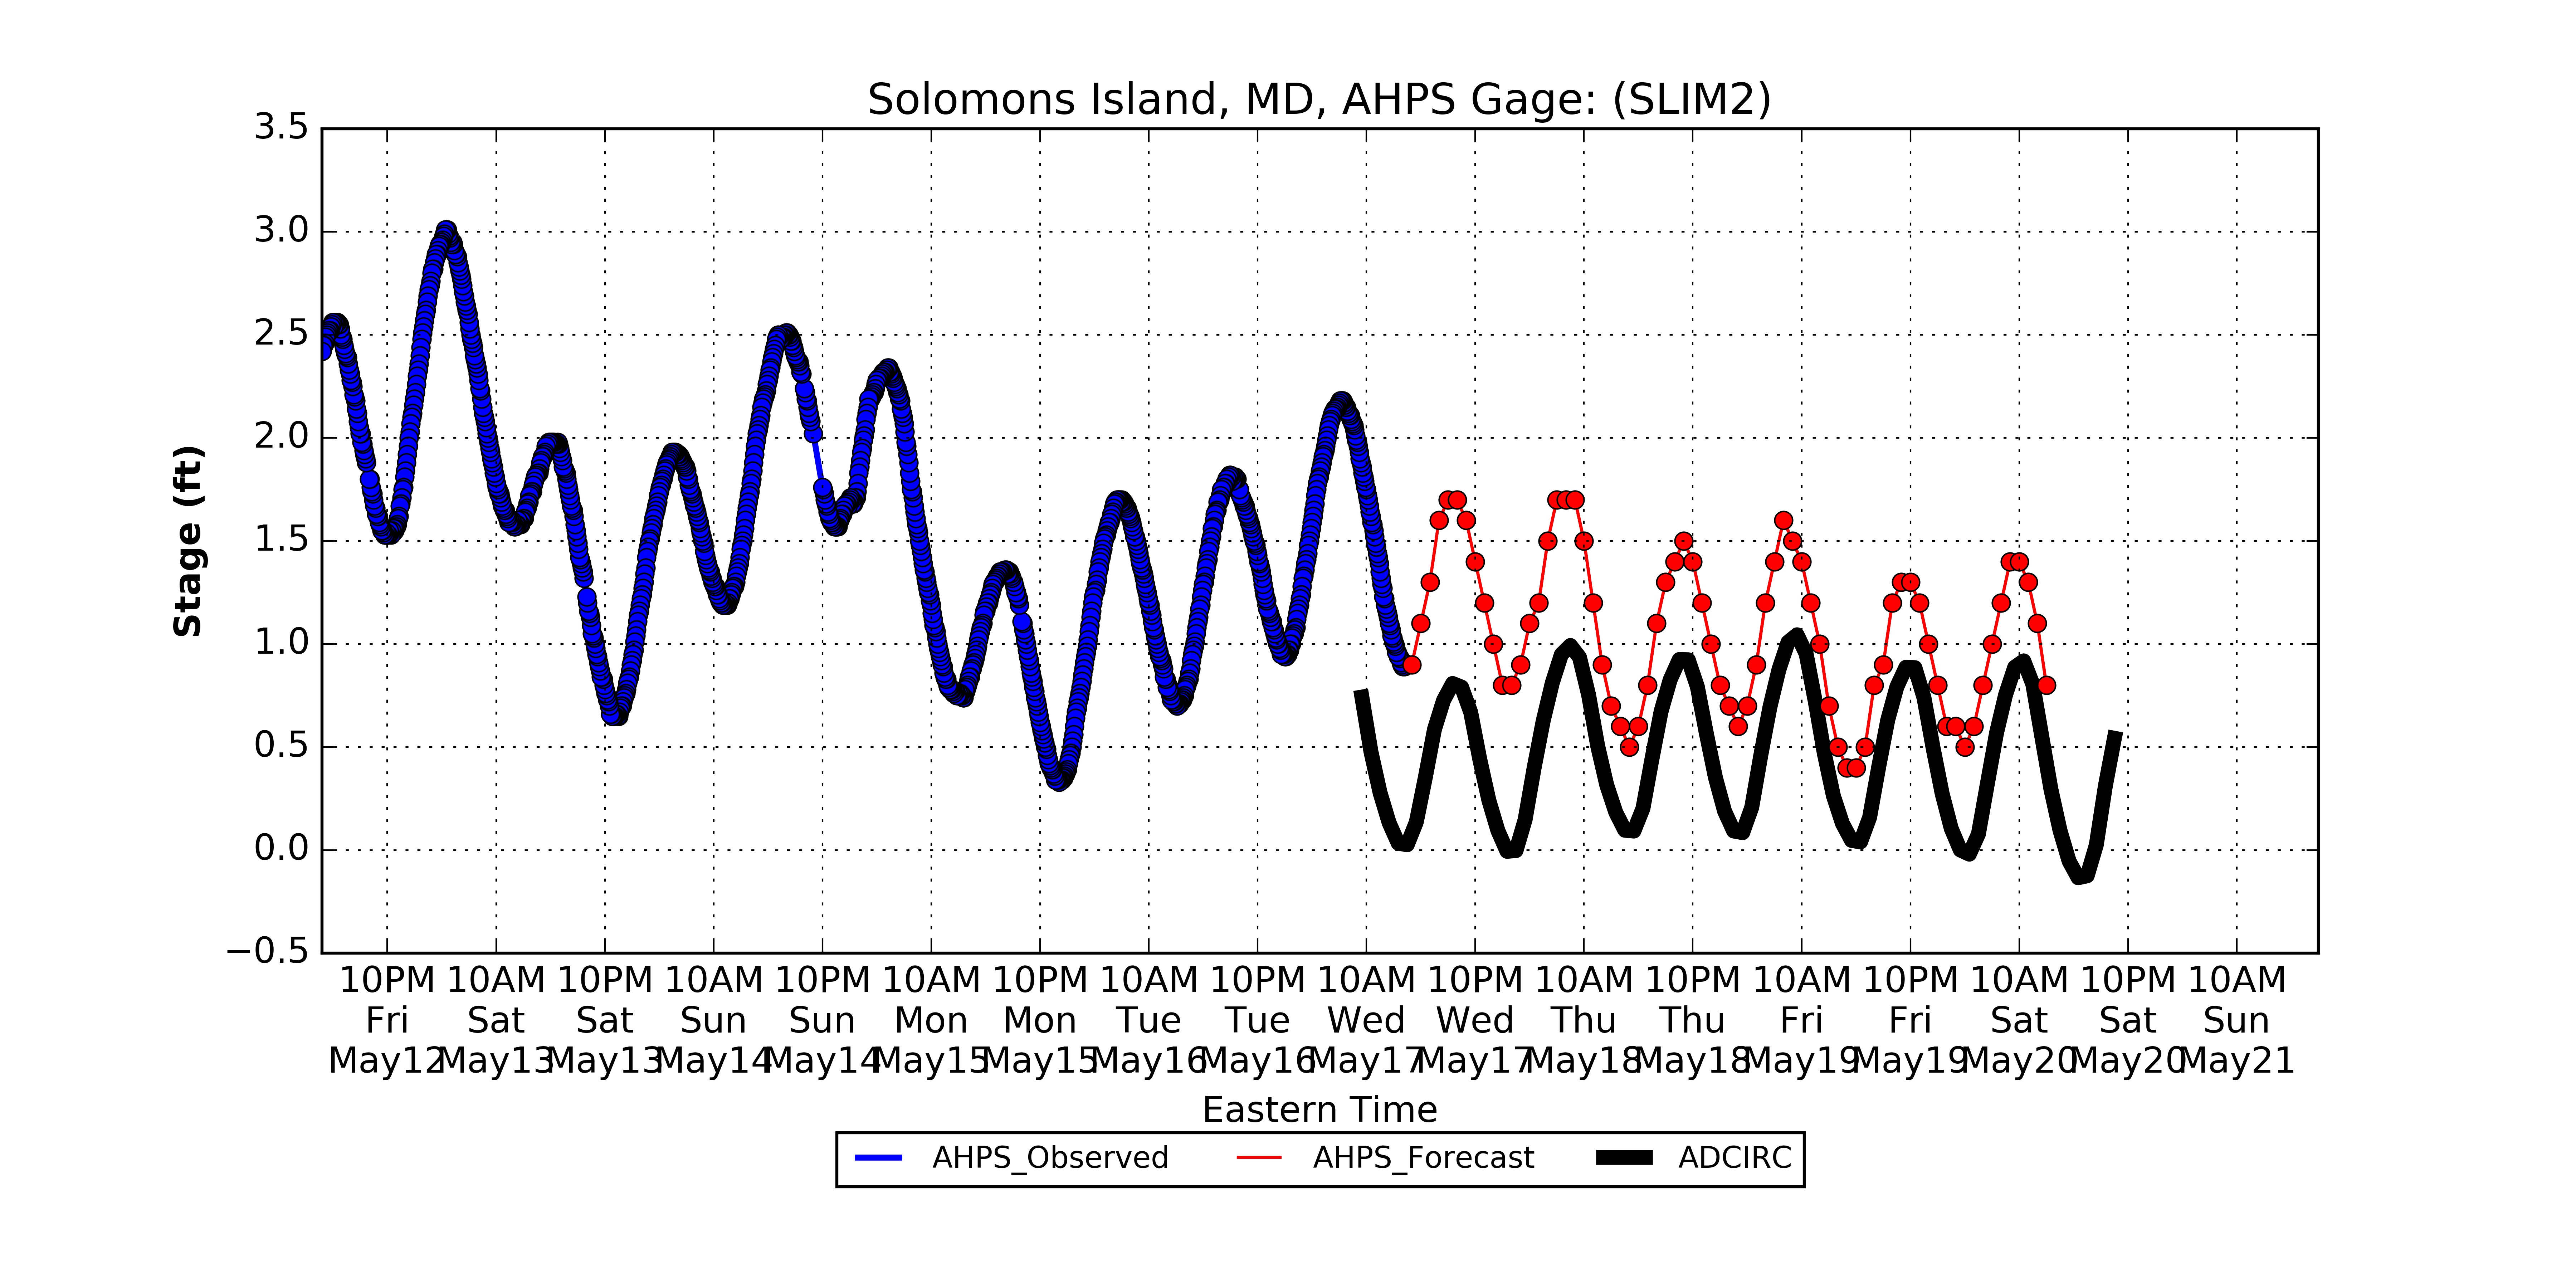 Solomons Island, MD, AHPS Gage: (SLIM2)
3.5
3.0
2.5
2.0
1.5
1.0
0.5
0.0
−0.5
Stage (ft)
10PM 10AM 10PM 10AM 10PM 10AM 10PM 10AM 10PM 10AM 10PM 10AM 10PM 10AM 10PM 10AM 10PM 10AM
Fri Sat Sat Sun Sun Mon Mon Tue Tue Wed Wed Thu Thu Fri Fri Sat Sat Sun
May12 May13 May13 May14 May14 May15 May15 May16 May16 May17 May17 May18 May18 May19 May19 May20 May20 May21
Eastern Time
AHPS_Observed AHPS_Forecast ADCIRC